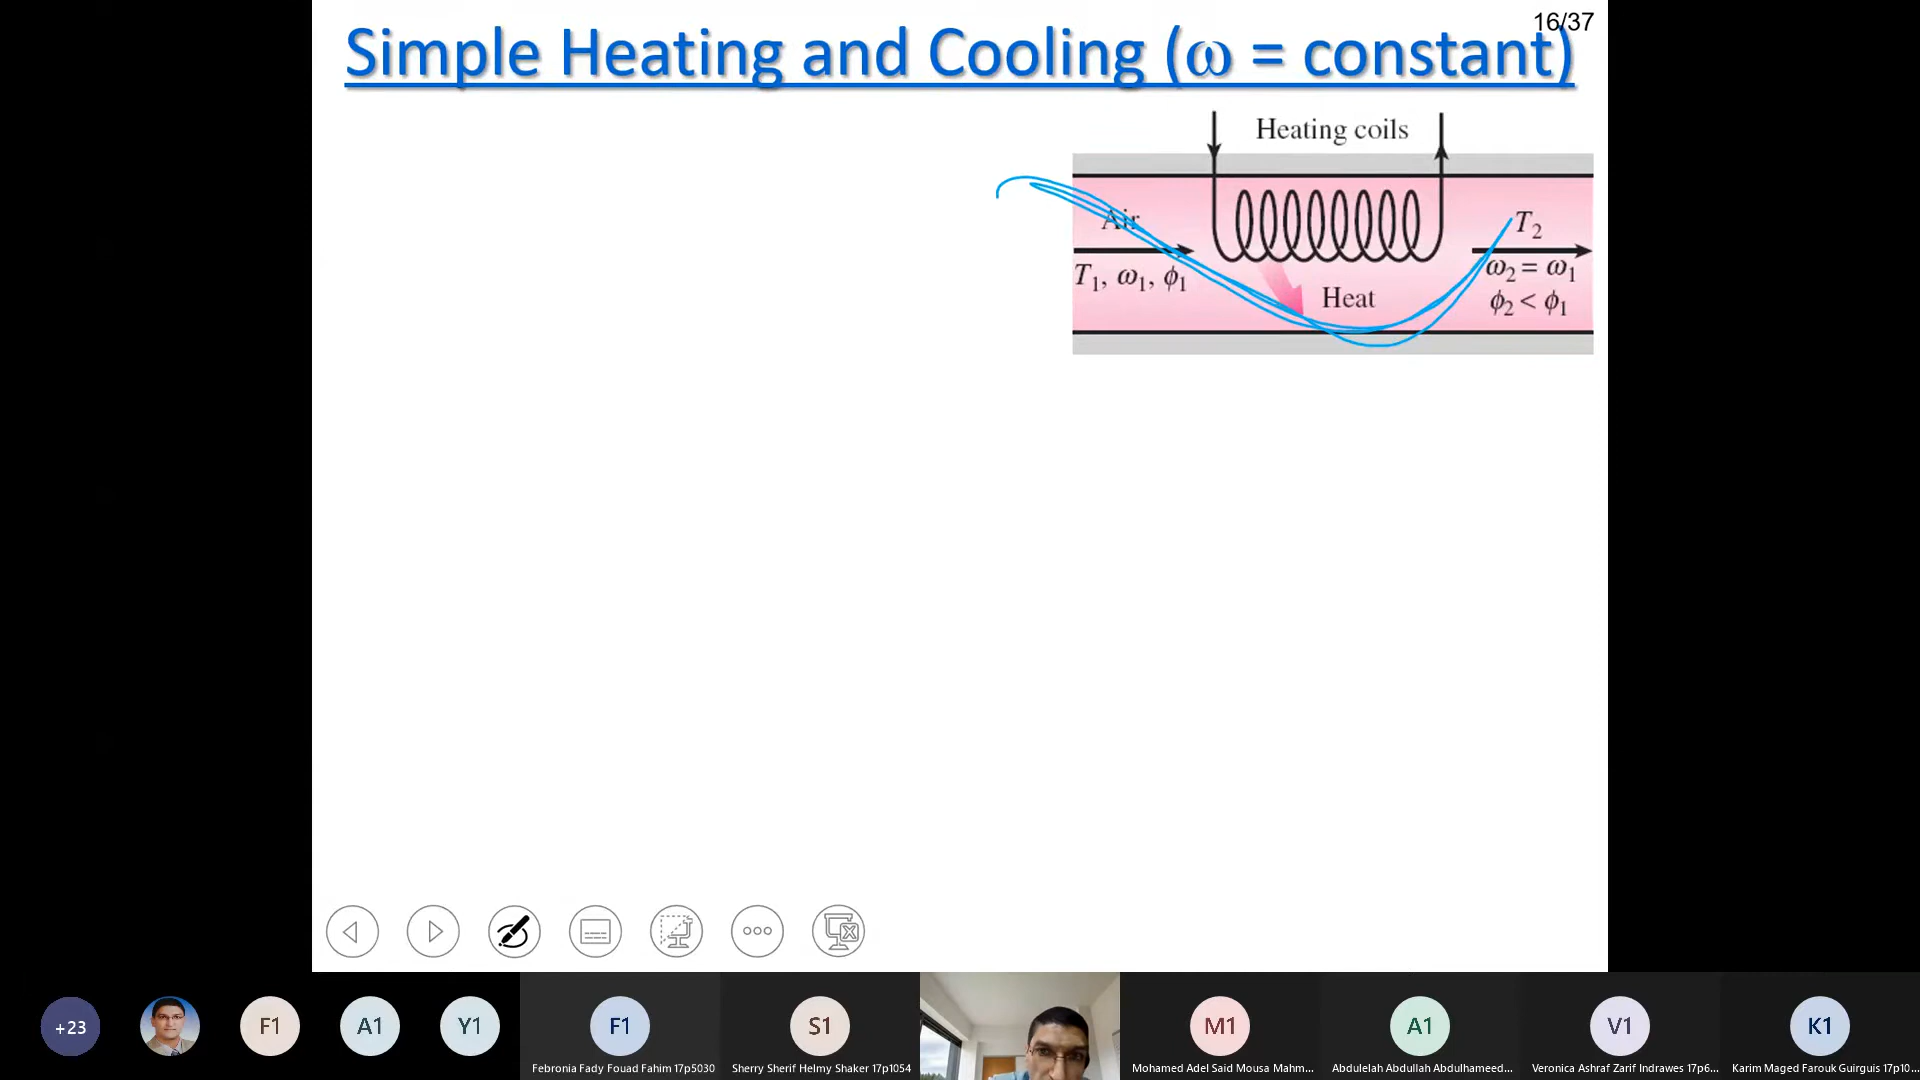 16/37
Simple Heating and Cooling (ω = constant)
Heating coils
Air
T₁, ω₁, ϕ₁
Heat
T₂
ω₂ = ω₁
ϕ₂ < ϕ₁
+23
F1
A1
Y1
F1
Febronia Fady Fouad Fahim 17p5030
S1
Sherry Sherif Helmy Shaker 17p1054
M1
Mohamed Adel Said Mousa Mahm...
A1
Abdulelah Abdullah Abdulhameed...
V1
Veronica Ashraf Zarif Indrawes 17p6...
K1
Karim Maged Farouk Guirguis 17p10...